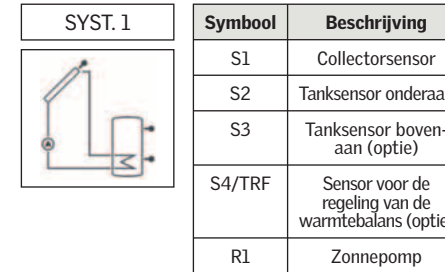 SYST. 1
Symbool Beschrijving
S1 Collectorsensor
S2 Tanksensor onderaa
S3 Tanksensor boven-
aan (optie)
S4/TRF Sensor voor de
regeling van de
warmtebalans (optie
R1 Zonnepomp